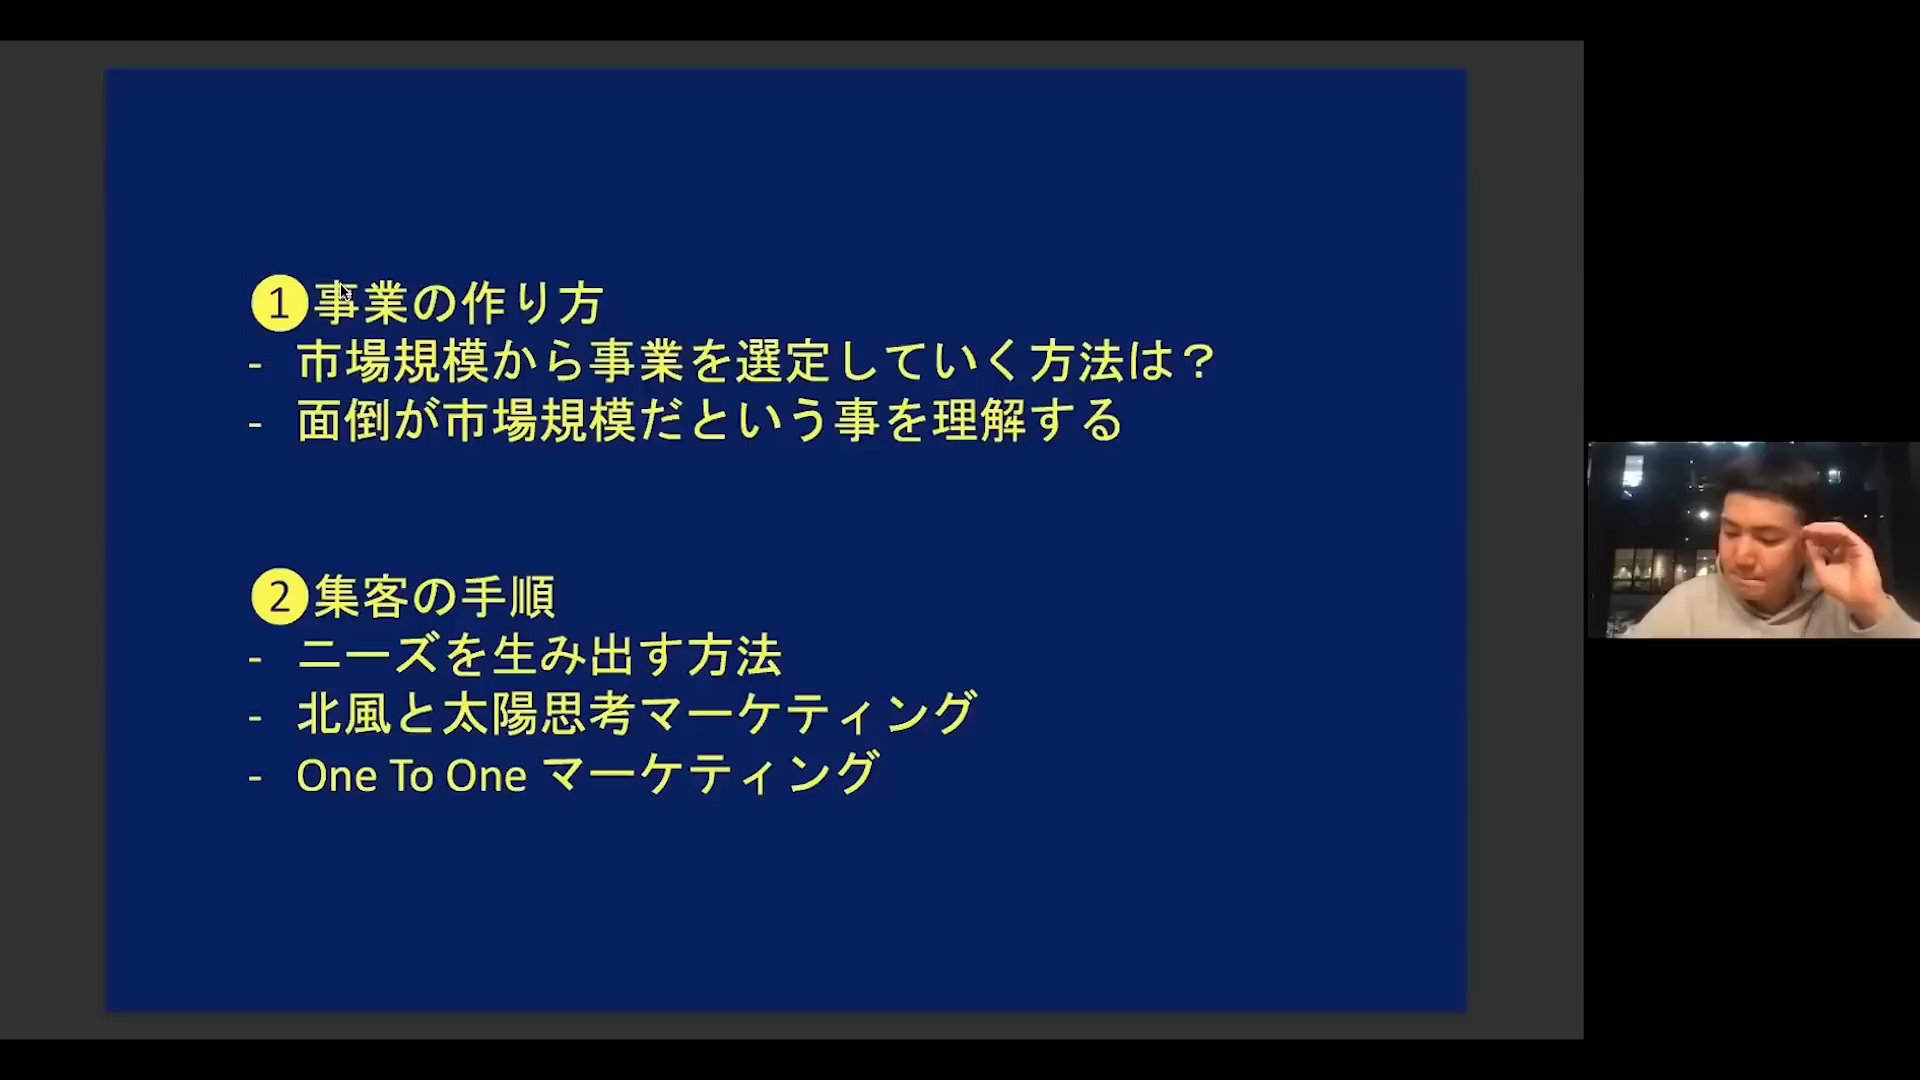 ❶事業の作り方
- 市場規模から事業を選定していく方法は？
- 面倒が市場規模だという事を理解する
❷集客の手順
- ニーズを生み出す方法
- 北風と太陽思考マーケティング
- One To One マーケティング